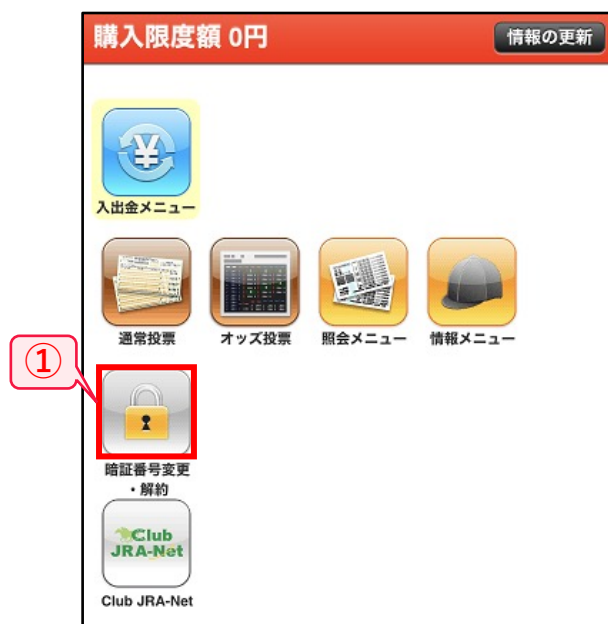 購入限度額 0円
情報の更新
入出金メニュー
通常投票
オッズ投票
照会メニュー
情報メニュー
①
暗証番号変更
・解約
Club
JRA-Net
Club JRA-Net